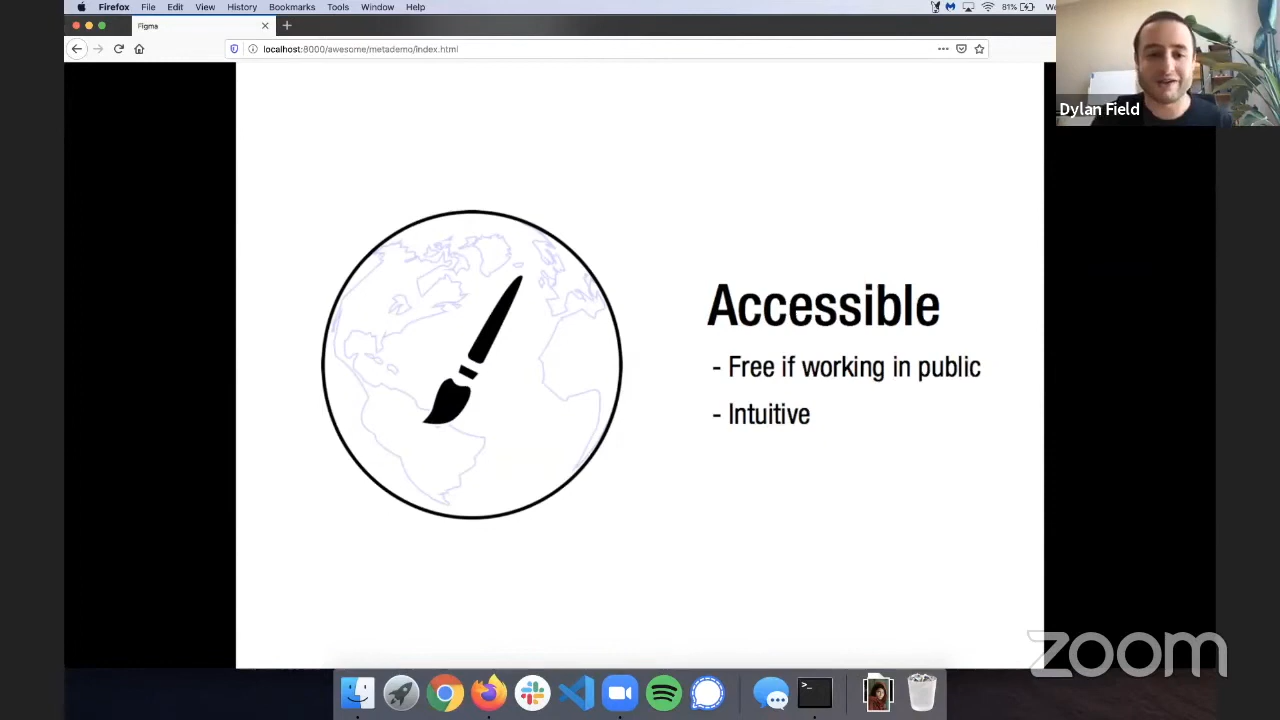 Firefox File Edit View History Bookmarks Tools Window Help
81%
Figma
localhost:8000/awesome/metademo/index.html
Dylan Field
Accessible
- Free if working in public
- Intuitive
zoom